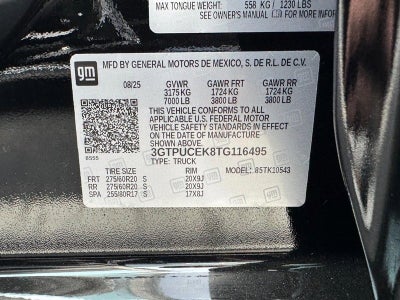 MAX TONGUE WEIGHT: 558 KG / 1230 LBS
SEE OWNER'S MANUAL FOR MORE INFORMATION
gm
MFD BY GENERAL MOTORS DE MEXICO, S. DE R.L. DE C.V.
08/25 GVWR GAWR FRT GAWR RR
3175 KG 1724 KG 1724 KG
7000 LB 3800 LB 3800 LB
THIS VEHICLE CONFORMS TO ALL
APPLICABLE U.S. FEDERAL MOTOR
VEHICLE SAFETY STANDARDS IN EFFECT
ON THE DATE OF MANUFACTURE SHOWN ABOVE.
3GTPUCEK8TG116495
TYPE: TRUCK
TIRE SIZE RIM
FRT 275/60R20 S 20X9J
RR 275/60R20 S 20X9J
SPA 255/80R17 S 17X8J